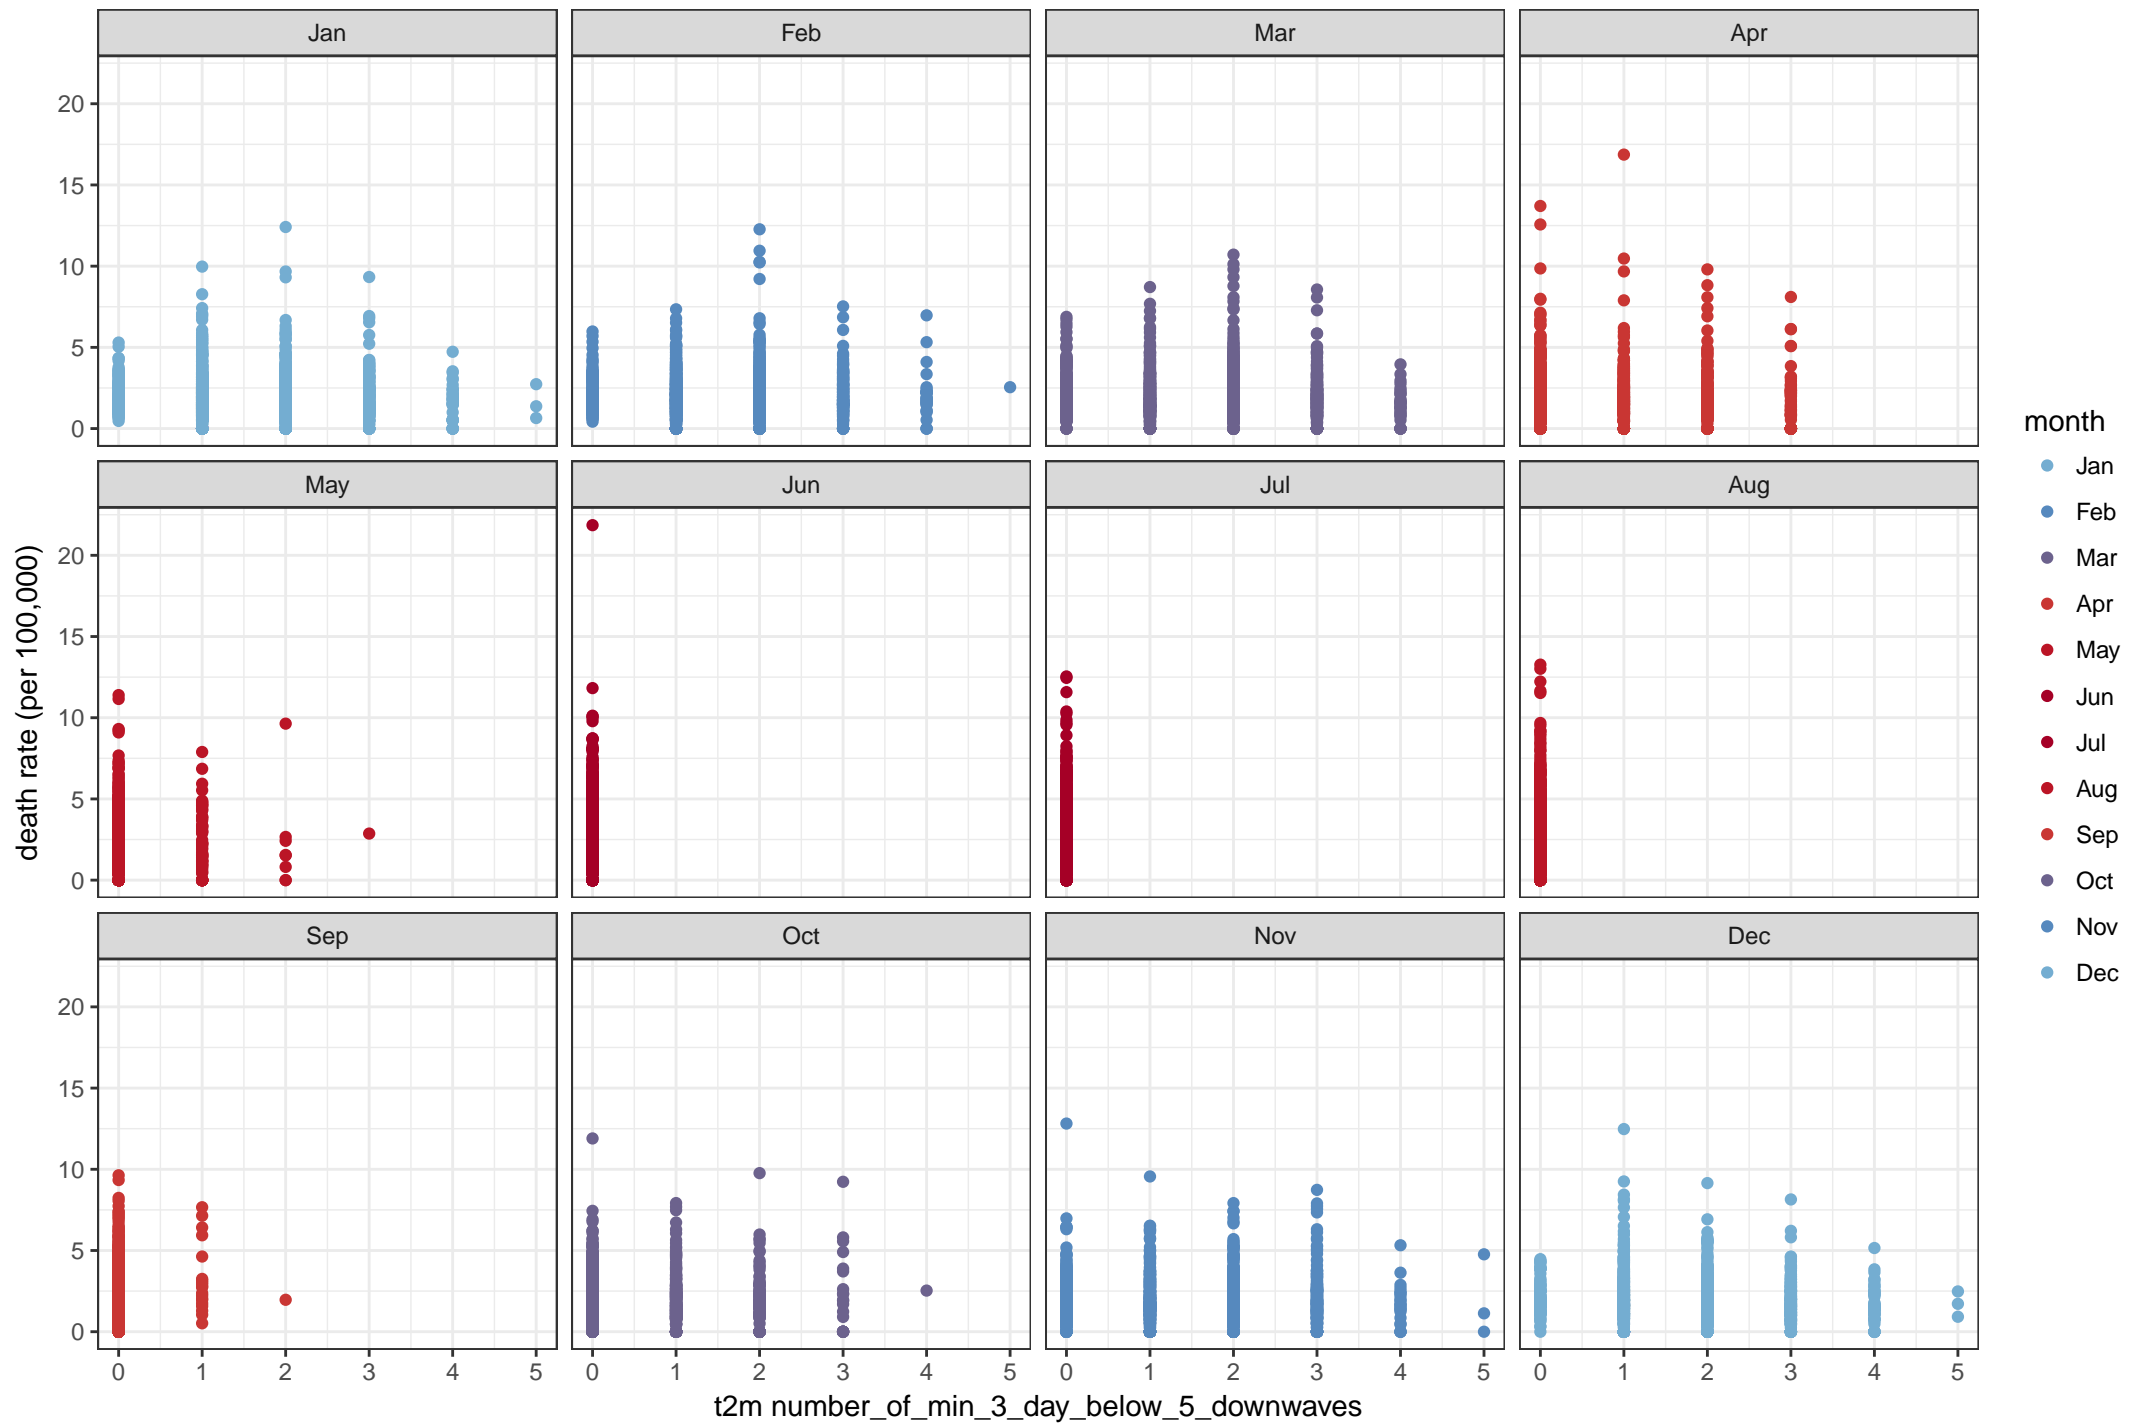 Jan Feb Mar Apr
20
15
10
5
0
May Jun Jul Aug
20
15
10
5
0
Sep Oct Nov Dec
20
15
10
5
0
0 1 2 3 4 5 0 1 2 3 4 5 0 1 2 3 4 5 0 1 2 3 4 5
t2m number_of_min_3_day_below_5_downwaves
death rate (per 100,000)
month
Jan
Feb
Mar
Apr
May
Jun
Jul
Aug
Sep
Oct
Nov
Dec